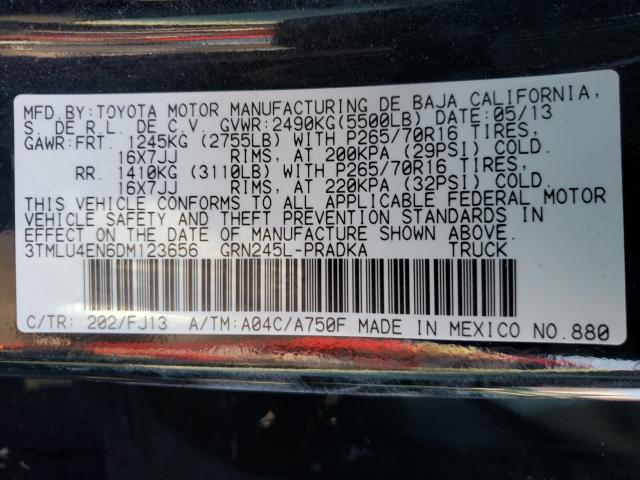 MFD.BY:TOYOTA MOTOR MANUFACTURING DE BAJA CALIFORNIA,
S. DE R.L. DE C.V. GVWR:2490KG(5500LB) DATE:05/13
GAWR:FRT. 1245KG (2755LB) WITH P265/70R16 TIRES,
16X7JJ RIMS, AT 200KPA (29PSI) COLD.
RR. 1410KG (3110LB) WITH P265/70R16 TIRES,
16X7JJ RIMS, AT 220KPA (32PSI) COLD.
THIS VEHICLE CONFORMS TO ALL APPLICABLE FEDERAL MOTOR
VEHICLE SAFETY AND THEFT PREVENTION STANDARDS IN
EFFECT ON THE DATE OF MANUFACTURE SHOWN ABOVE.
3TMLU4EN6DM123656 GRN245L-PRADKA TRUCK
C/TR: 202/FJ13 A/TM:A04C/A750F MADE IN MEXICO NO.880